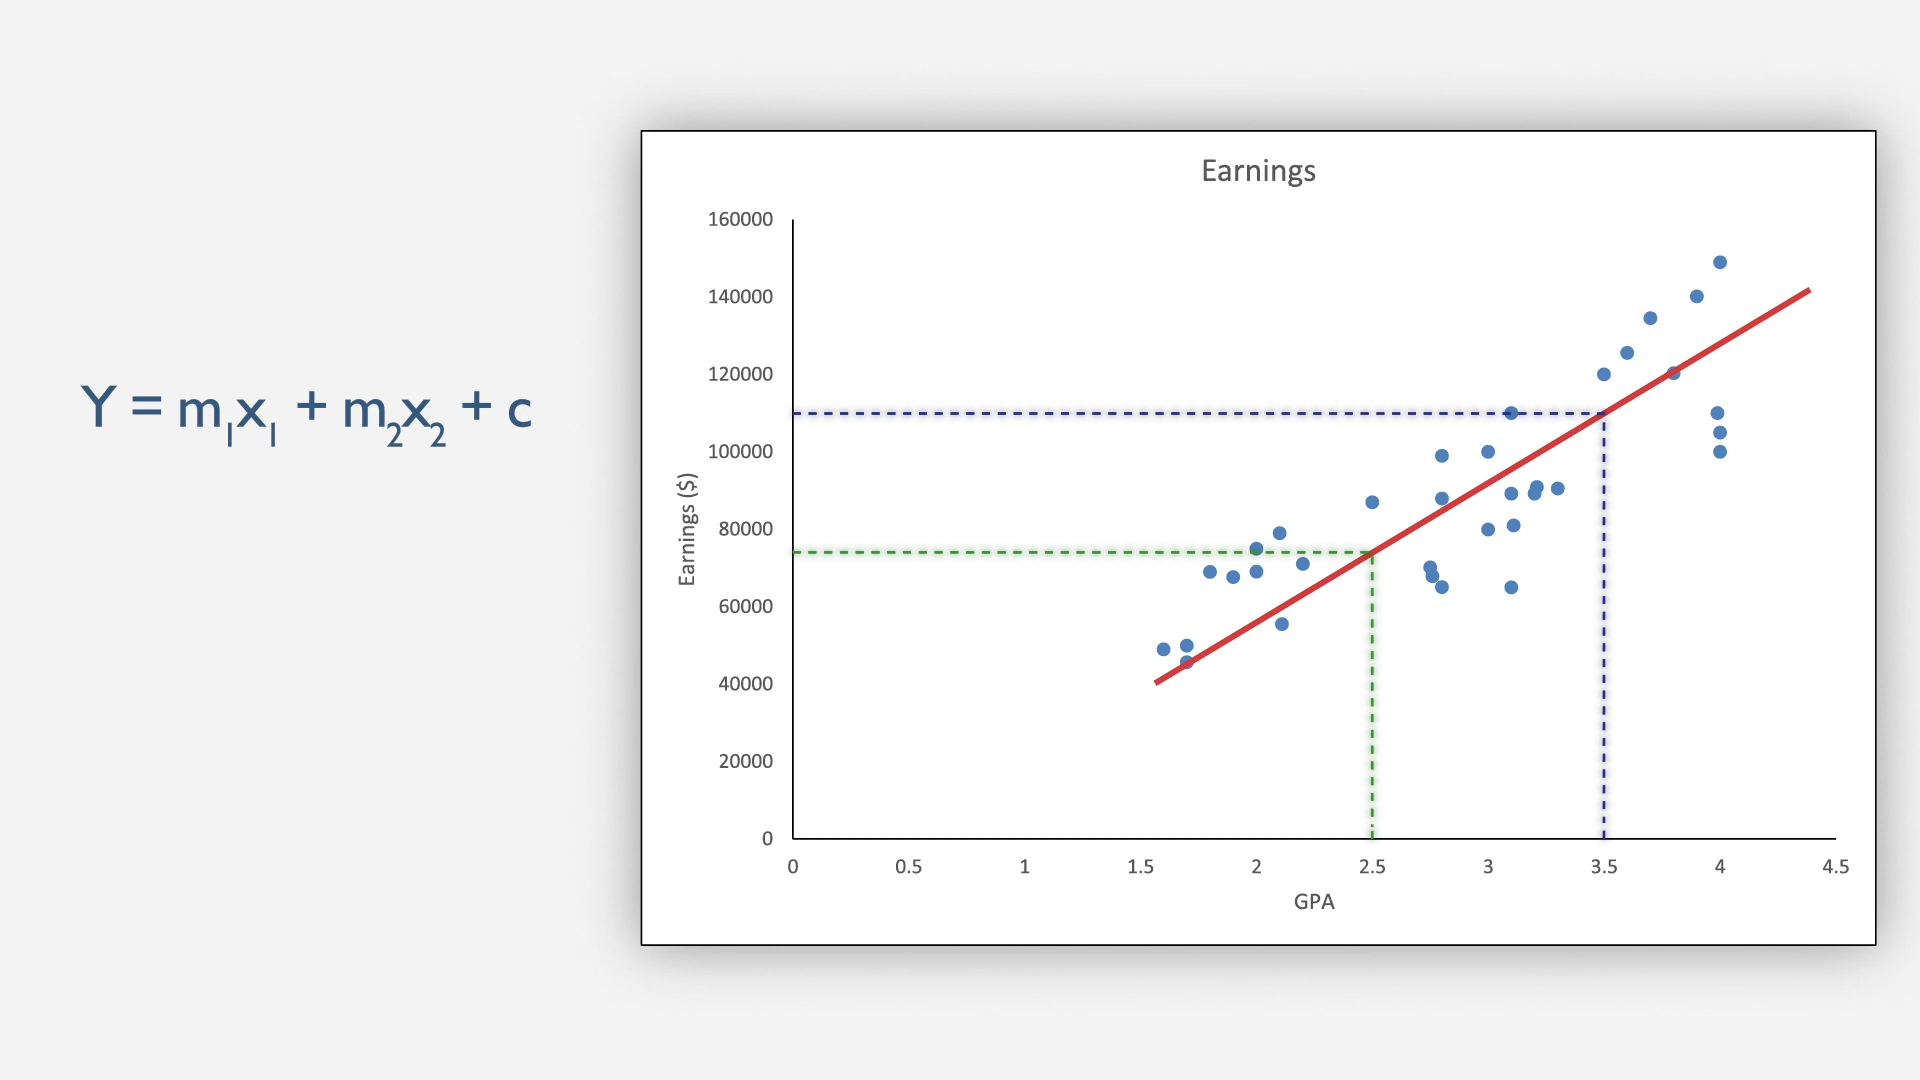 Y = m₁x₁ + m₂x₂ + c
Earnings
160000
140000
120000
100000
80000
60000
40000
20000
0
Earnings ($)
0 0.5 1 1.5 2 2.5 3 3.5 4 4.5
GPA